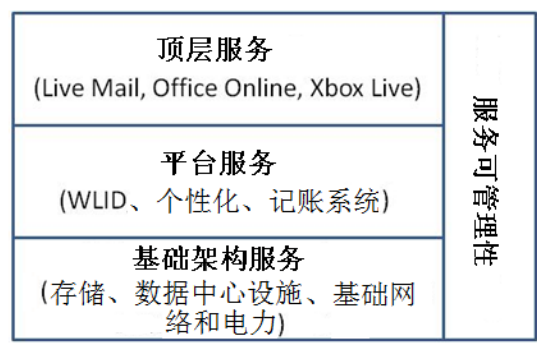 顶层服务
(Live Mail, Office Online, Xbox Live)
平台服务
(WLID、个性化、记账系统)
基础架构服务
(存储、数据中心设施、基础网
络和电力)
服务可管理性